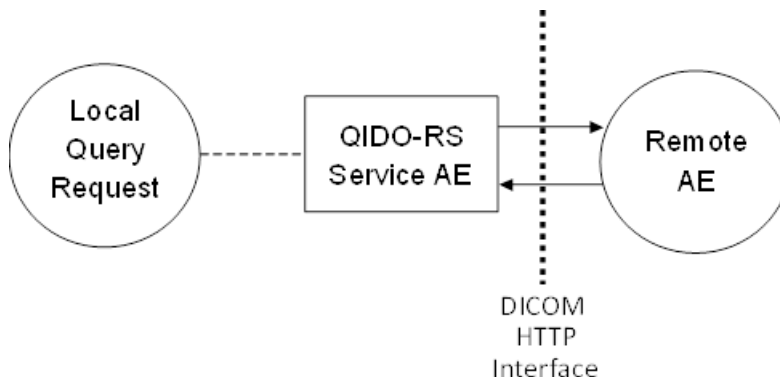 Local
Query
Request
QIDO-RS
Service AE
Remote
AE
DICOM
HTTP
Interface